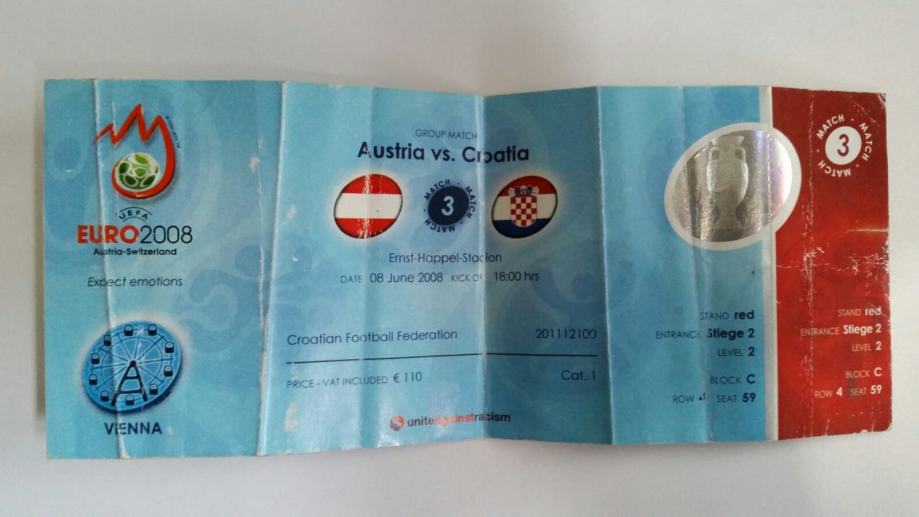 UEFA
EURO2008
Austria-Switzerland
Expect emotions
VIENNA
GROUP MATCH
Austria vs. Croatia
MATCH · MATCH · MATCH
3
Ernst-Happel-Stadion
DATE 08 June 2008 KICK OFF 18:00 hrs
Croatian Football Federation 201112100
PRICE - VAT INCLUDED € 110 Cat. 1
uniteagainstracism
STAND red
ENTRANCE Stiege 2
LEVEL 2
BLOCK C
ROW SEAT 59
MATCH · MATCH · MATCH
3
STAND red
ENTRANCE Stiege 2
LEVEL 2
BLOCK C
ROW 4 SEAT 59